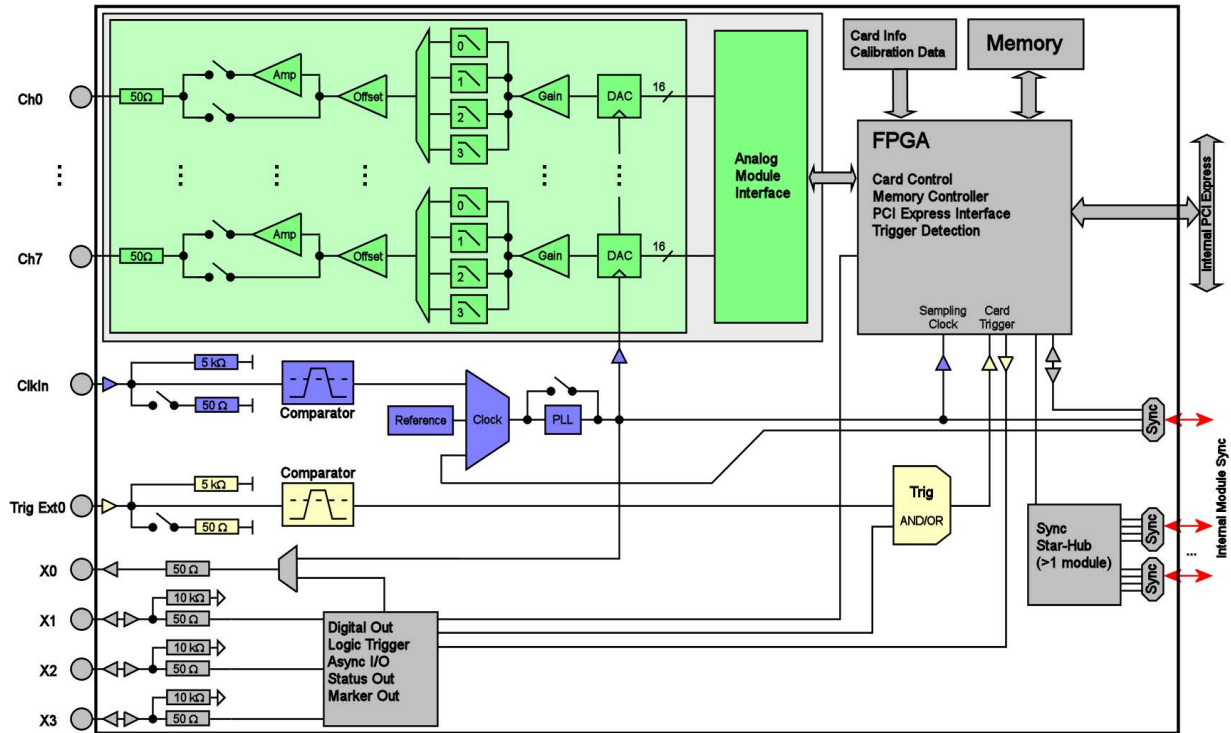 Card Info
Calibration Data
Memory
Ch0
50Ω
Amp
Offset
0
1
2
3
Gain
DAC
16
FPGA
Card Control
Memory Controller
PCI Express Interface
Trigger Detection
Analog
Module
Interface
Internal PCI Express
Ch7
50Ω
Amp
Offset
0
1
2
3
Gain
DAC
16
Sampling
Clock
Card
Trigger
ClkIn
5 kΩ
50 Ω
Comparator
Reference
Clock
PLL
Sync
Internal Module Sync
Trig Ext0
5 kΩ
50 Ω
Comparator
Trig
AND/OR
Sync
Star-Hub
(>1 module)
Sync
...
Sync
X0
50 Ω
X1
10 kΩ
50 Ω
X2
10 kΩ
50 Ω
X3
10 kΩ
50 Ω
Digital Out
Logic Trigger
Async I/O
Status Out
Marker Out